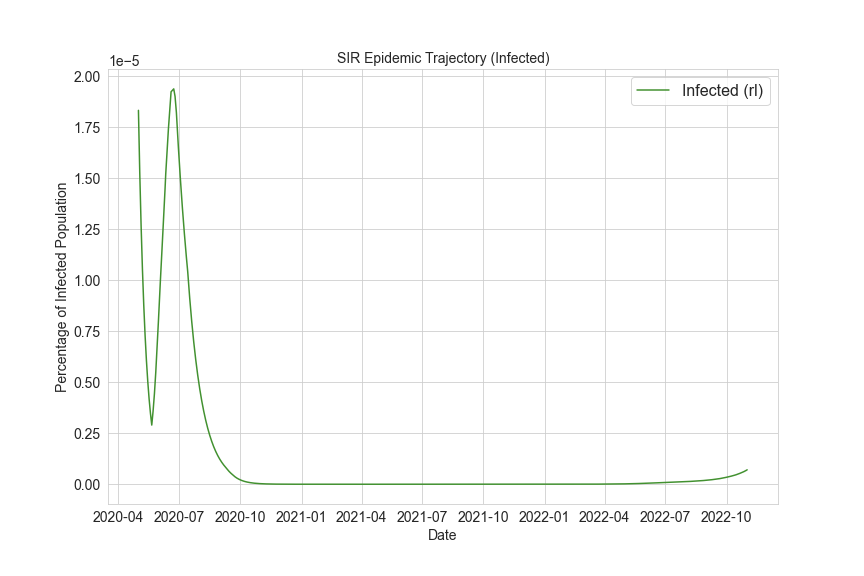 SIR Epidemic Trajectory (Infected)
1e−5
Infected (rI)
2.00
1.75
1.50
1.25
1.00
0.75
0.50
0.25
0.00
Percentage of Infected Population
2020-04 2020-07 2020-10 2021-01 2021-04 2021-07 2021-10 2022-01 2022-04 2022-07 2022-10
Date